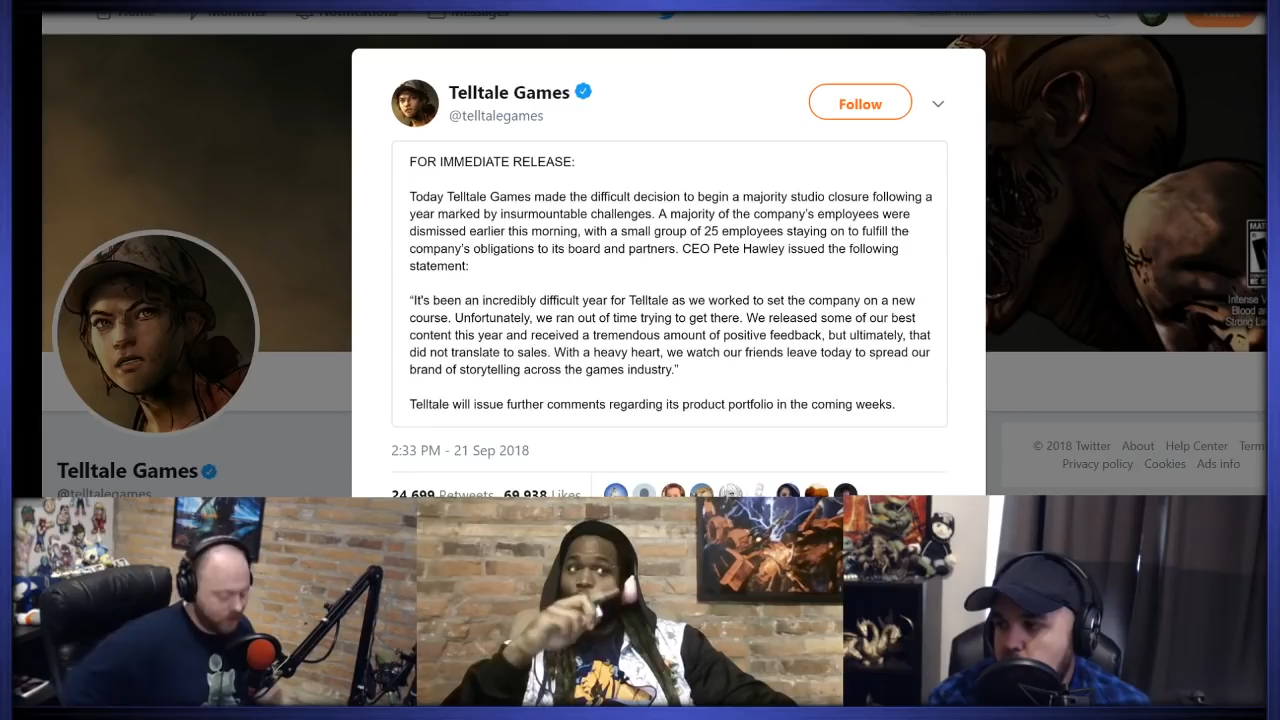 Home Moments Notifications Messages
Telltale Games
@telltalegames
Follow
FOR IMMEDIATE RELEASE:
Today Telltale Games made the difficult decision to begin a majority studio closure following a
year marked by insurmountable challenges. A majority of the company's employees were
dismissed earlier this morning, with a small group of 25 employees staying on to fulfill the
company's obligations to its board and partners. CEO Pete Hawley issued the following
statement:
“It's been an incredibly difficult year for Telltale as we worked to set the company on a new
course. Unfortunately, we ran out of time trying to get there. We released some of our best
content this year and received a tremendous amount of positive feedback, but ultimately, that
did not translate to sales. With a heavy heart, we watch our friends leave today to spread our
brand of storytelling across the games industry.”
Telltale will issue further comments regarding its product portfolio in the coming weeks.
2:33 PM - 21 Sep 2018
24,699 Retweets 69,938 Likes
Telltale Games
@telltalegames
© 2018 Twitter About Help Center Term
Privacy policy Cookies Ads info